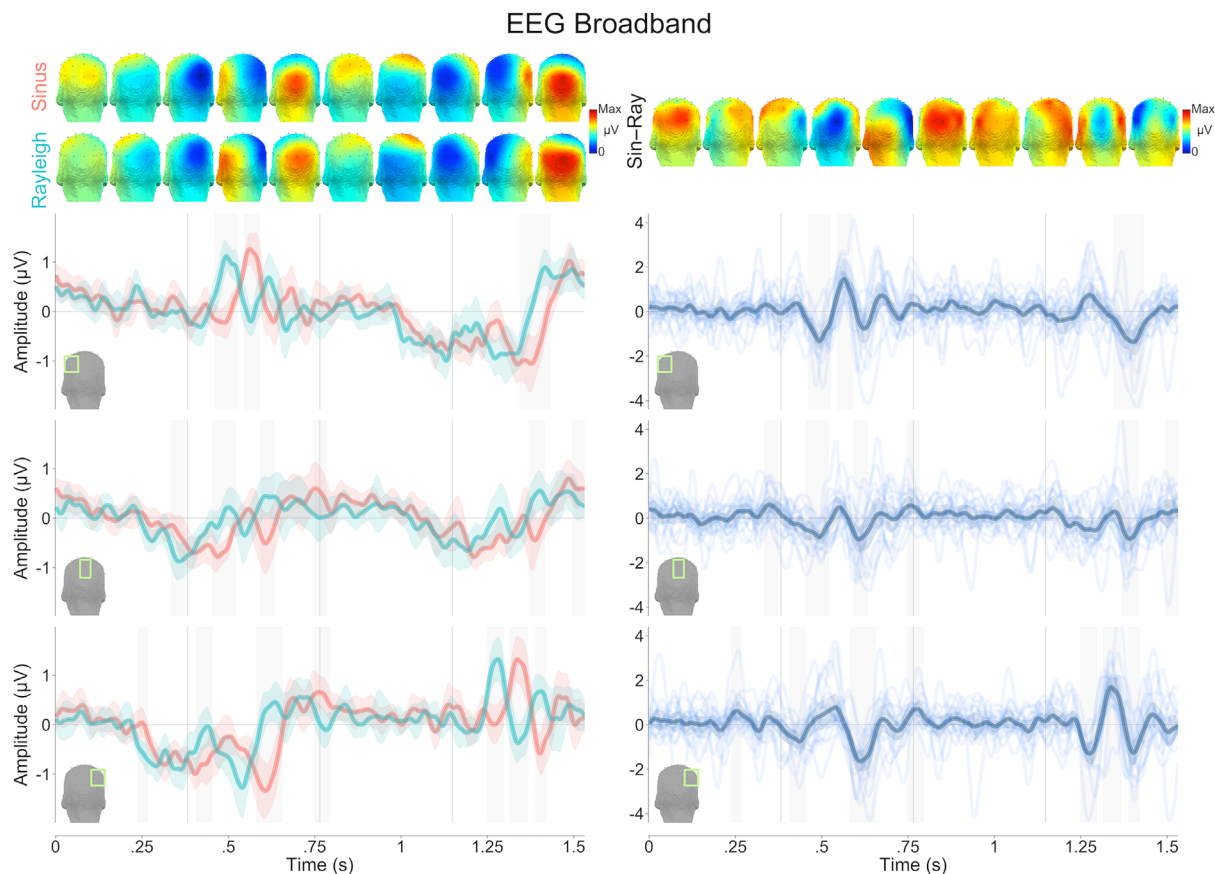 EEG Broadband
Sinus
Rayleigh
Max
μV
0
Sin–Ray
Max
μV
0
Amplitude (μV)
1
0
-1
4
2
0
-2
-4
Amplitude (μV)
1
0
-1
4
2
0
-2
-4
Amplitude (μV)
1
0
-1
4
2
0
-2
-4
0 .25 .5 .75 1 1.25 1.5
Time (s)
0 .25 .5 .75 1 1.25 1.5
Time (s)